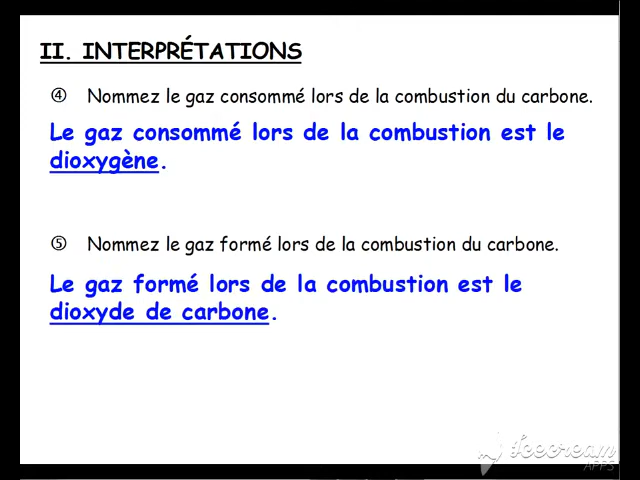 II. INTERPRÉTATIONS
④ Nommez le gaz consommé lors de la combustion du carbone.
Le gaz consommé lors de la combustion est le
dioxygène.
⑤ Nommez le gaz formé lors de la combustion du carbone.
Le gaz formé lors de la combustion est le
dioxyde de carbone.
Icecream
APPS